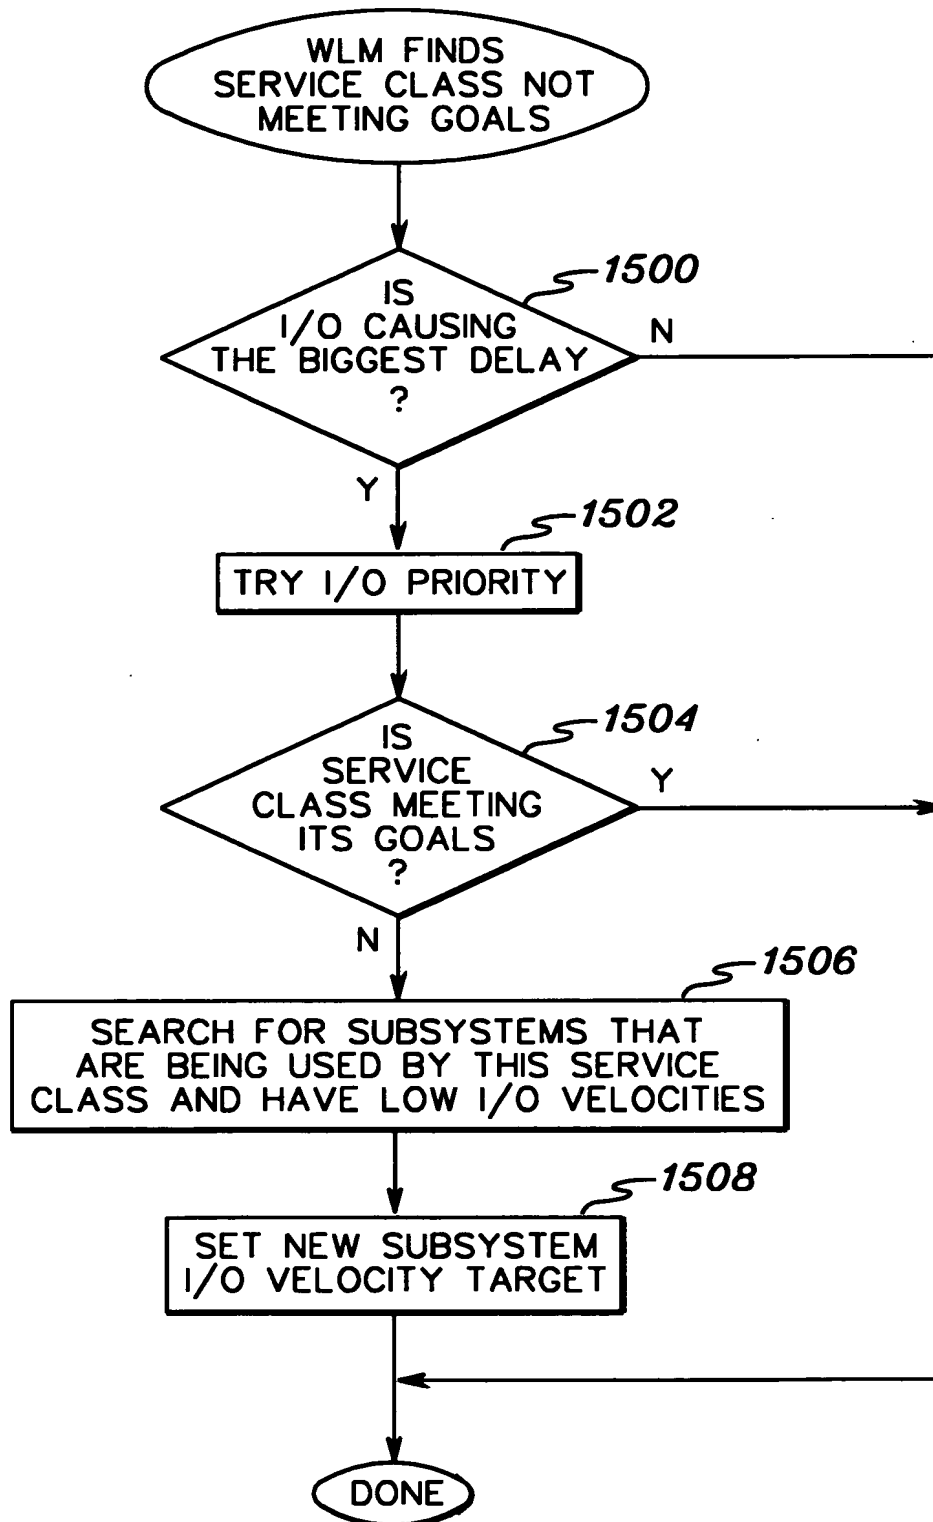 WLM FINDS
SERVICE CLASS NOT
MEETING GOALS
1500
IS
I/O CAUSING
THE BIGGEST DELAY
?
N
Y
1502
TRY I/O PRIORITY
1504
IS
SERVICE
CLASS MEETING
ITS GOALS
?
Y
N
1506
SEARCH FOR SUBSYSTEMS THAT
ARE BEING USED BY THIS SERVICE
CLASS AND HAVE LOW I/O VELOCITIES
1508
SET NEW SUBSYSTEM
I/O VELOCITY TARGET
DONE